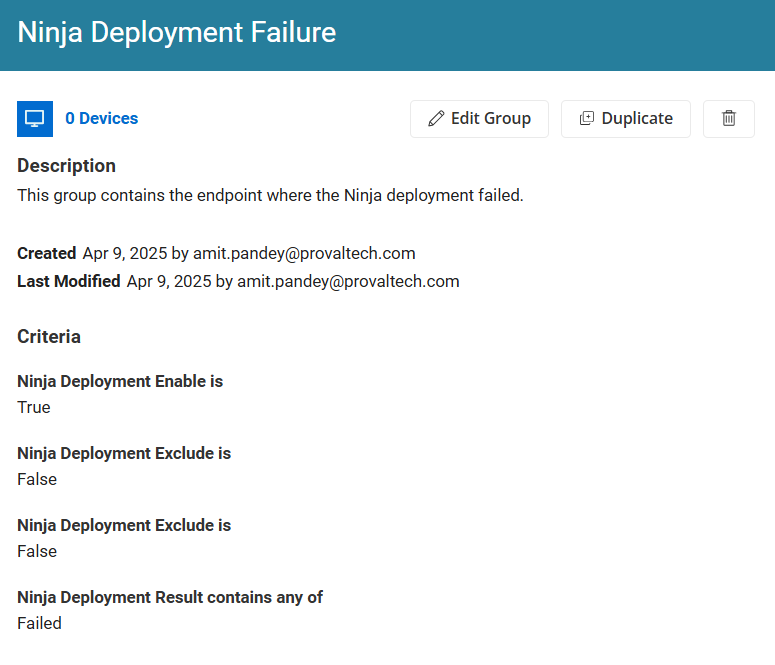 Ninja Deployment Failure
0 Devices
Edit Group
Duplicate
Description
This group contains the endpoint where the Ninja deployment failed.
Created Apr 9, 2025 by amit.pandey@provaltech.com
Last Modified Apr 9, 2025 by amit.pandey@provaltech.com
Criteria
Ninja Deployment Enable is
True
Ninja Deployment Exclude is
False
Ninja Deployment Exclude is
False
Ninja Deployment Result contains any of
Failed